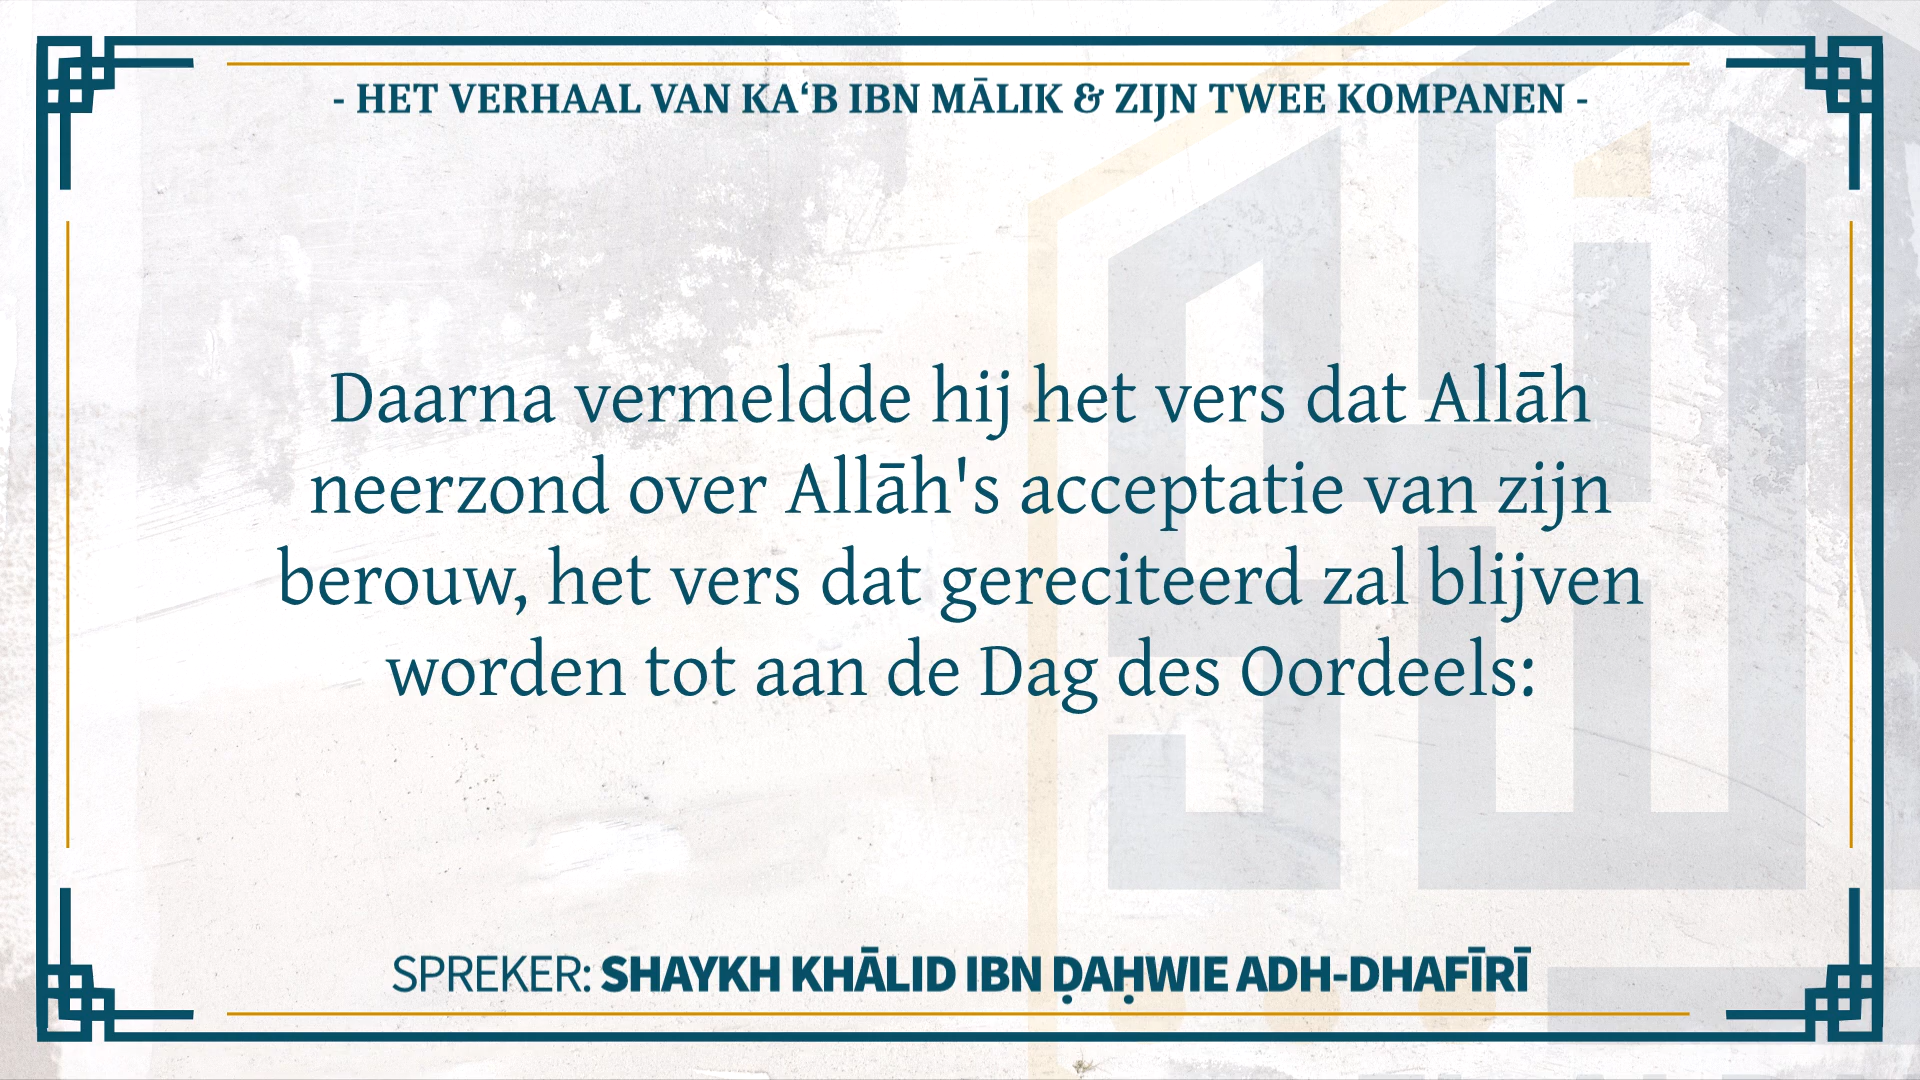 - HET VERHAAL VAN KA‘B IBN MĀLIK & ZIJN TWEE KOMPANEN -
Daarna vermeldde hij het vers dat Allāh
neerzond over Allāh's acceptatie van zijn
berouw, het vers dat gereciteerd zal blijven
worden tot aan de Dag des Oordeels:
SPREKER: SHAYKH KHĀLID IBN ḌAḤWIE ADH-DHAFĪRĪ